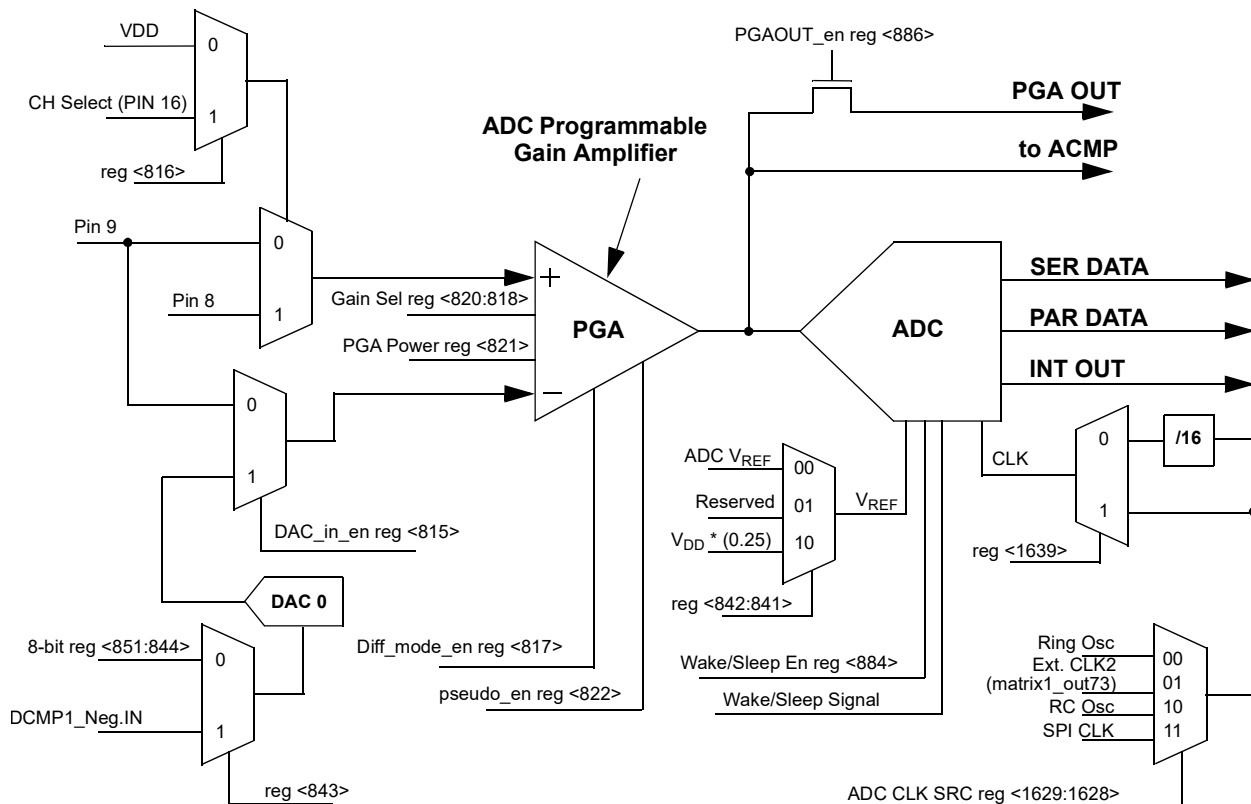 VDD
0
CH Select (PIN 16)
1
reg <816>
PGAOUT_en reg <886>
PGA OUT
to ACMP
ADC Programmable
Gain Amplifier
Pin 9
0
Pin 8
1
+
Gain Sel reg <820:818>
PGA
PGA Power reg <821>
−
ADC
SER DATA
PAR DATA
INT OUT
0
1
DAC_in_en reg <815>
DAC 0
8-bit reg <851:844>
0
DCMP1_Neg.IN
1
reg <843>
Diff_mode_en reg <817>
pseudo_en reg <822>
ADC VREF
00
Reserved
01
VDD * (0.25)
10
VREF
reg <842:841>
Wake/Sleep En reg <884>
Wake/Sleep Signal
CLK
0
/16
1
reg <1639>
Ring Osc
00
Ext. CLK2
(matrix1_out73)
01
RC Osc
10
SPI CLK
11
ADC CLK SRC reg <1629:1628>